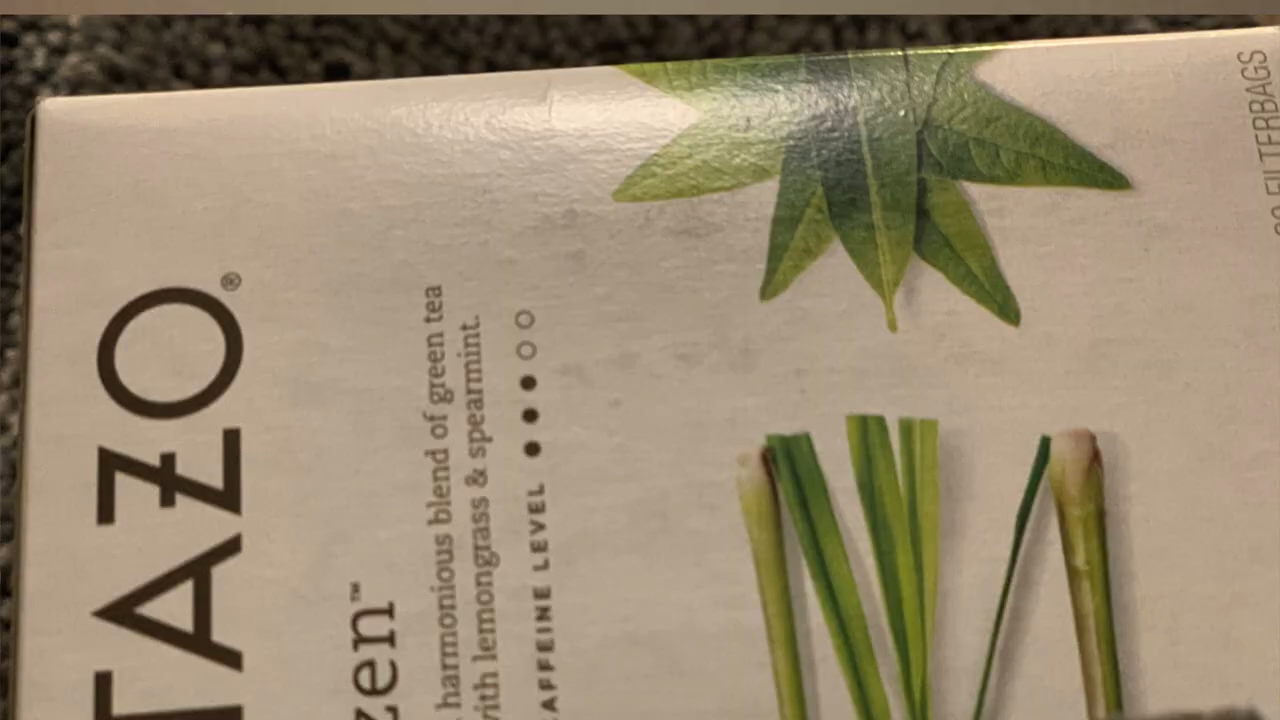 TAZO®
zen™
harmonious blend of green tea
with lemongrass & spearmint.
CAFFEINE LEVEL
FILTERBAGS